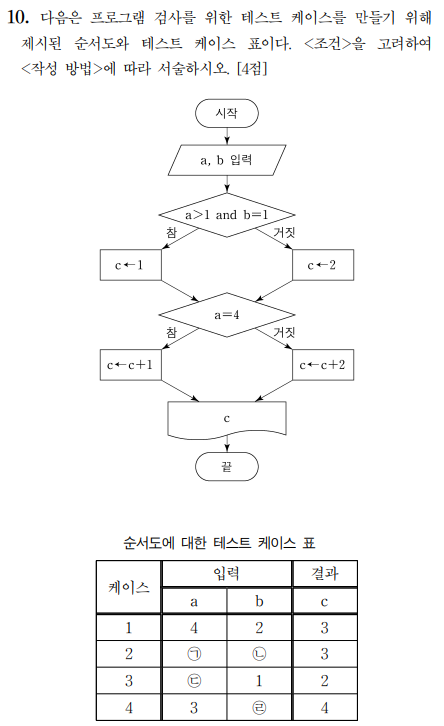 10. 다음은 프로그램 검사를 위한 테스트 케이스를 만들기 위해
제시된 순서도와 테스트 케이스 표이다. <조건>을 고려하여
<작성 방법>에 따라 서술하시오. [4점]
시작
a, b 입력
a>1 and b=1
참 거짓
c←1 c←2
a=4
참 거짓
c←c+1 c←c+2
c
끝
순서도에 대한 테스트 케이스 표
케이스 입력 결과
a b c
1 4 2 3
2 ㉠ ㉡ 3
3 ㉢ 1 2
4 3 ㉣ 4